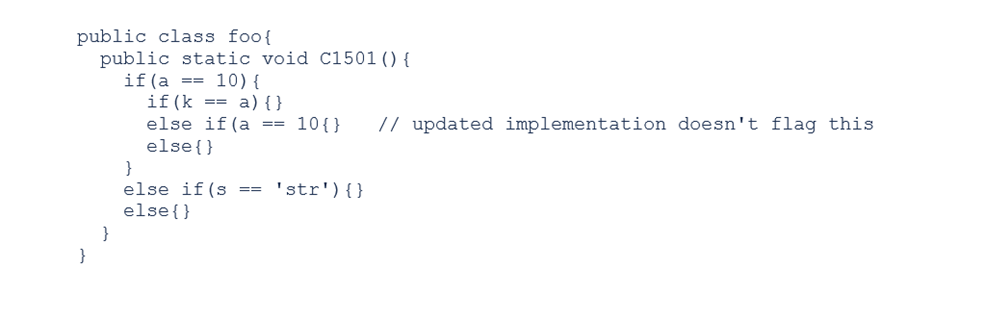 public class foo{
public static void C1501(){
if(a == 10){
if(k == a){}
else if(a == 10{}   // updated implementation doesn't flag this
else{}
}
else if(s == 'str'){}
else{}
}
}